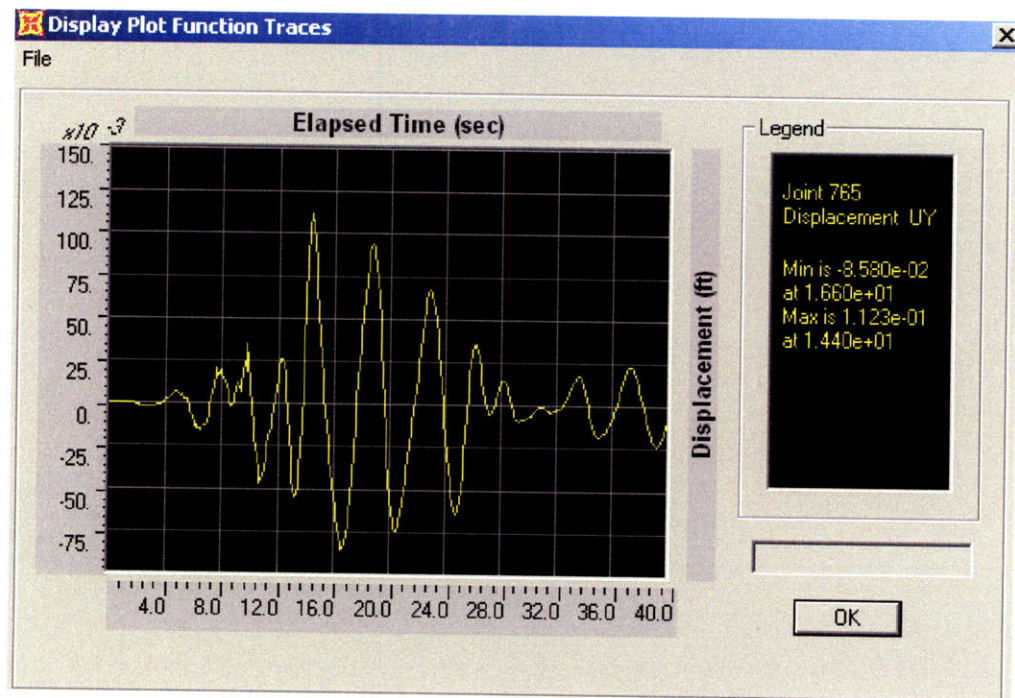 Display Plot Function Traces
File
x10 -3
Elapsed Time (sec)
150.
125.
100.
75.
50.
25.
0.
-25.
-50.
-75.
4.0 8.0 12.0 16.0 20.0 24.0 28.0 32.0 36.0 40.0
Displacement (ft)
Legend
Joint 765
Displacement UY
Min is -8.580e-02
at 1.660e+01
Max is 1.123e-01
at 1.440e+01
OK